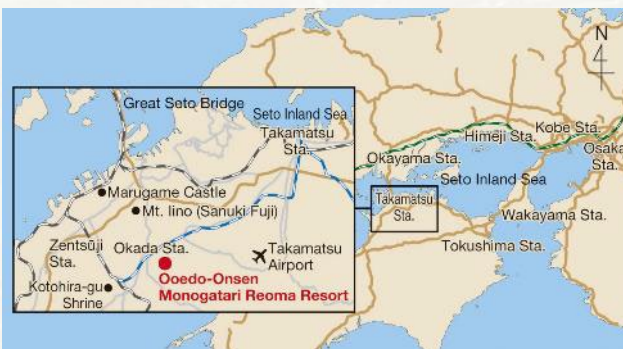 N
Great Seto Bridge
Seto Inland Sea
Takamatsu
Sta.
Marugame Castle
Mt. Iino (Sanuki Fuji)
Zentsūji
Sta.
Okada Sta.
Takamatsu
Airport
Ooedo-Onsen
Monogatari Reoma Resort
Kotohira-gu
Shrine
Okayama Sta.
Himeji Sta.
Kobe Sta.
Osaka
Sta.
Seto Inland Sea
Takamatsu
Sta.
Wakayama Sta.
Tokushima Sta.